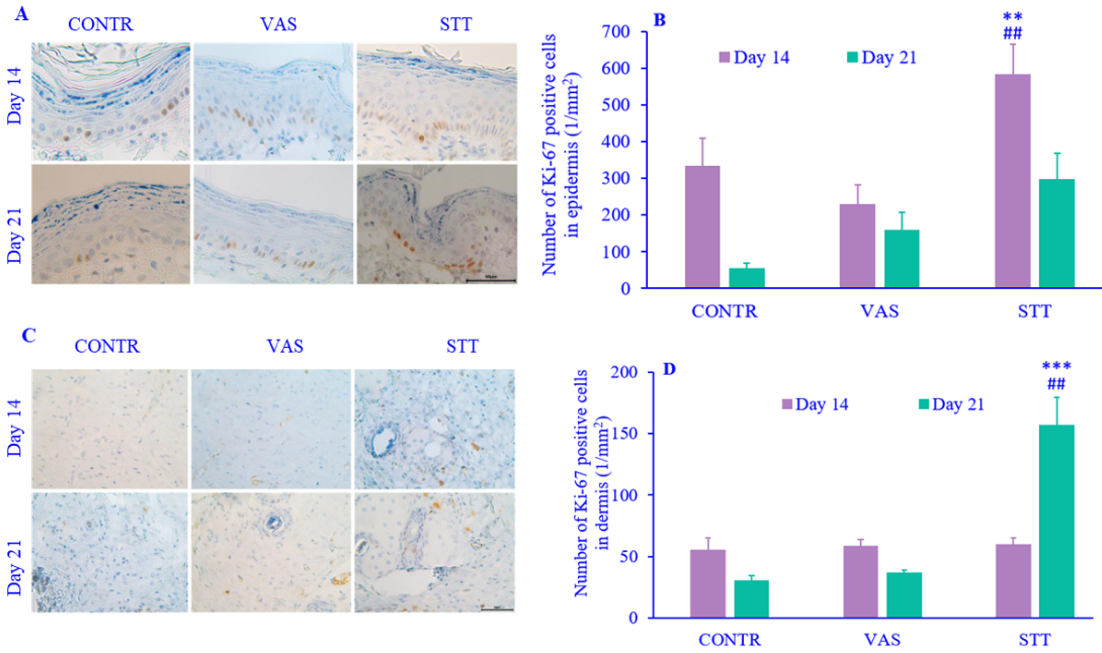 A
CONTR VAS STT
Day 14
Day 21
B
** 
##
700
600
500
400
300
200
100
0
Number of Ki-67 positive cells
in epidermis (1/mm²)
Day 14 Day 21
CONTR VAS STT
C
CONTR VAS STT
Day 14
Day 21
D
***
##
200
150
100
50
0
Number of Ki-67 positive cells
in dermis (1/mm²)
Day 14 Day 21
CONTR VAS STT